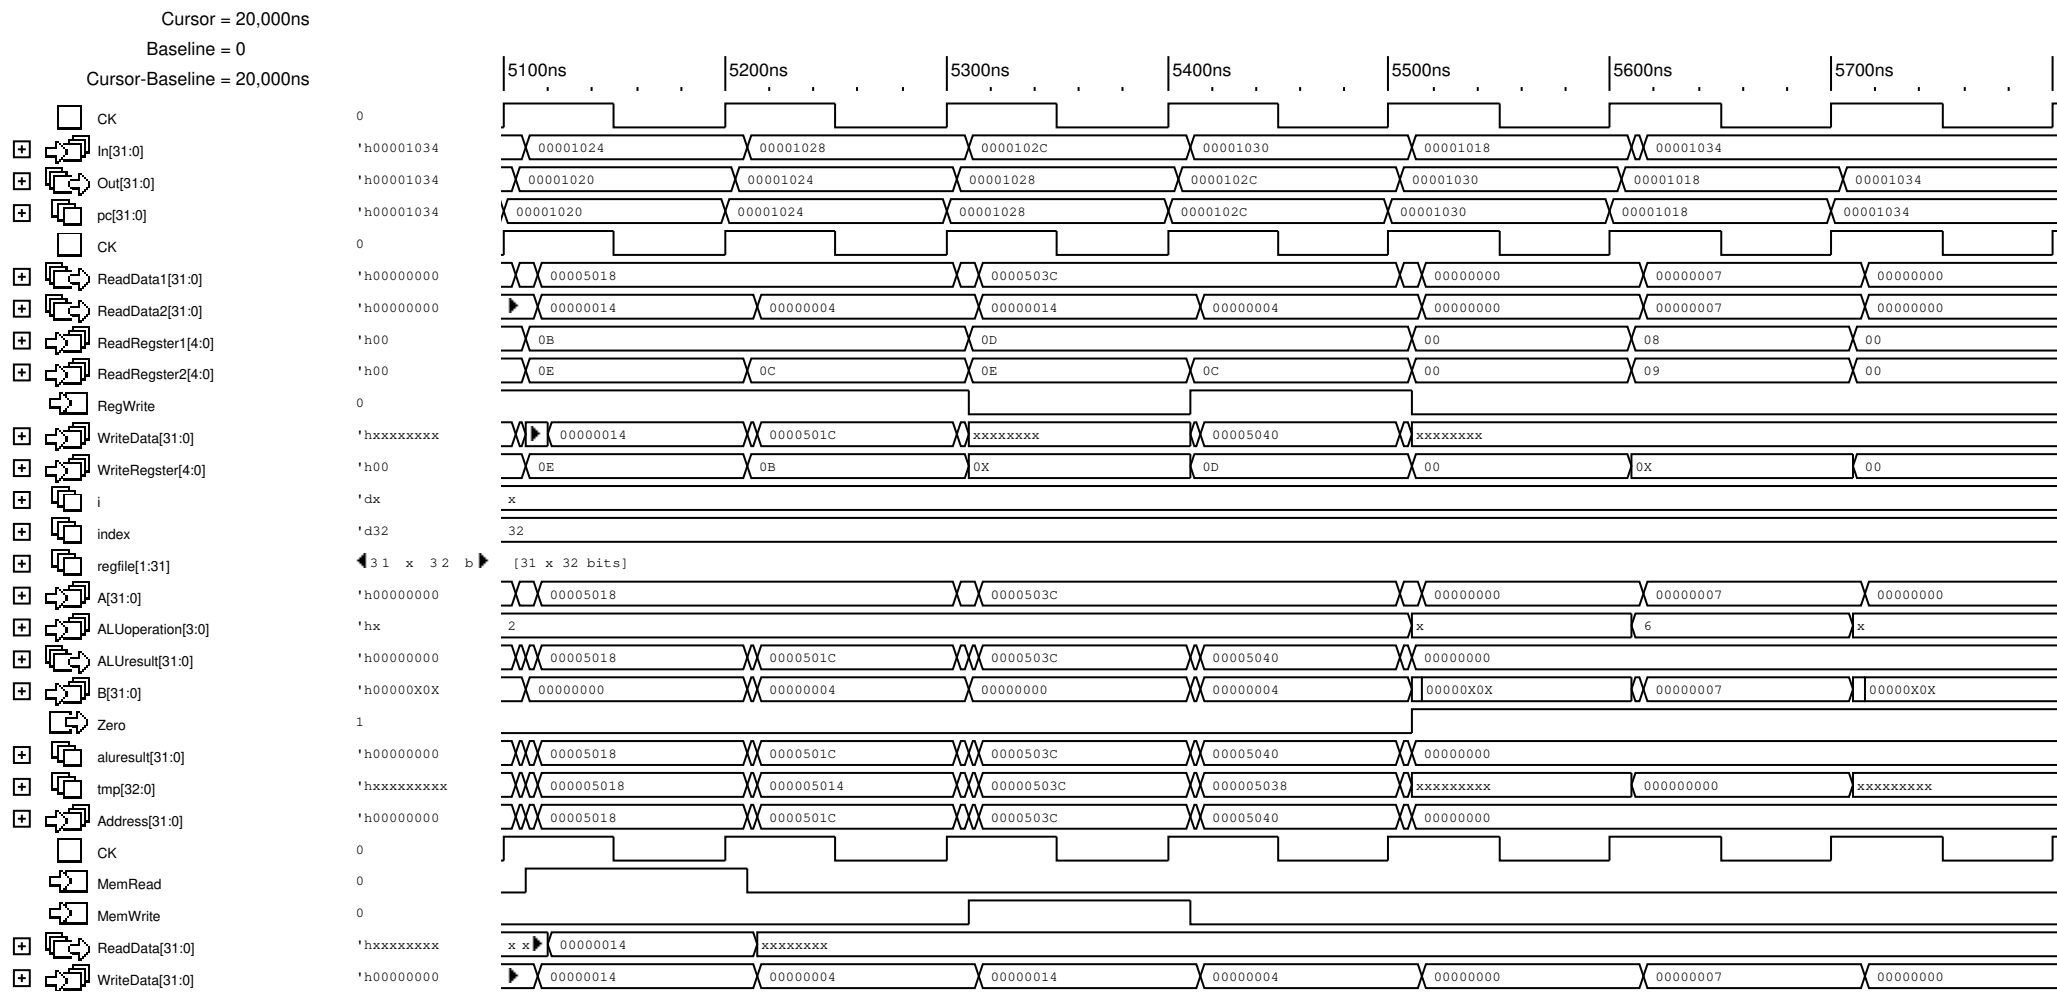 Cursor = 20,000ns
Baseline = 0
Cursor-Baseline = 20,000ns
5100ns 5200ns 5300ns 5400ns 5500ns 5600ns 5700ns
CK 0
In[31:0] 'h00001034 00001024 00001028 0000102C 00001030 00001018 00001034
Out[31:0] 'h00001034 00001020 00001024 00001028 0000102C 00001030 00001018 00001034
pc[31:0] 'h00001034 00001020 00001024 00001028 0000102C 00001030 00001018 00001034
CK 0
ReadData1[31:0] 'h00000000 00005018 0000503C 00000000 00000007 00000000
ReadData2[31:0] 'h00000000 00000014 00000004 00000014 00000004 00000000 00000007 00000000
ReadRegster1[4:0] 'h00 0B 0D 00 08 00
ReadRegster2[4:0] 'h00 0E 0C 0E 0C 00 09 00
RegWrite 0
WriteData[31:0] 'hxxxxxxxx 00000014 0000501C xxxxxxxx 00005040 xxxxxxxx
WriteRegster[4:0] 'h00 0E 0B 0X 0D 00 0X 00
i 'dx x
index 'd32 32
regfile[1:31] 31 x 32 b [31 x 32 bits]
A[31:0] 'h00000000 00005018 0000503C 00000000 00000007 00000000
ALUoperation[3:0] 'hx 2 x 6 x
ALUresult[31:0] 'h00000000 00005018 0000501C 0000503C 00005040 00000000
B[31:0] 'h00000X0X 00000000 00000004 00000000 00000004 00000X0X 00000007 00000X0X
Zero 1
aluresult[31:0] 'h00000000 00005018 0000501C 0000503C 00005040 00000000
tmp[32:0] 'hxxxxxxxxx 000005018 000005014 00000503C 000005038 xxxxxxxxx 000000000 xxxxxxxxx
Address[31:0] 'h00000000 00005018 0000501C 0000503C 00005040 00000000
CK 0
MemRead 0
MemWrite 0
ReadData[31:0] 'hxxxxxxxx x x 00000014 xxxxxxxx
WriteData[31:0] 'h00000000 00000014 00000004 00000014 00000004 00000000 00000007 00000000